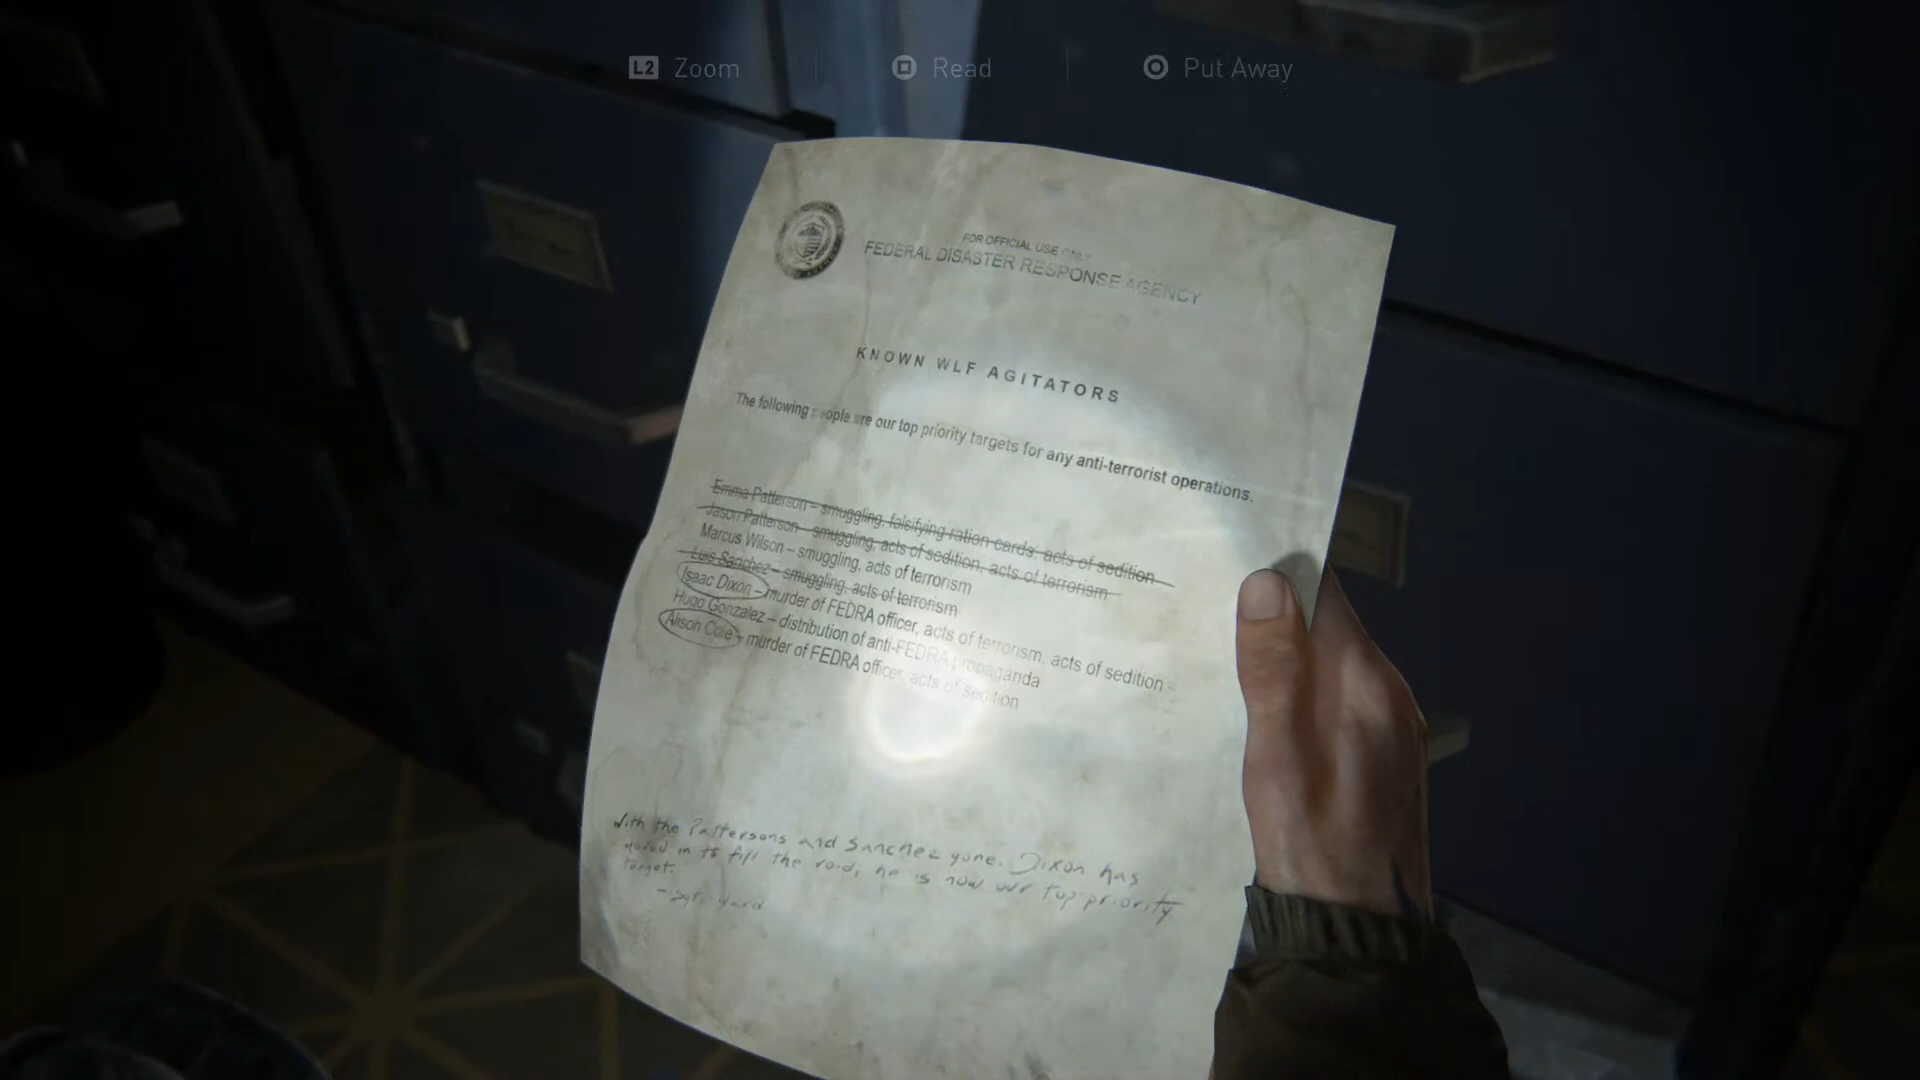 L2 Zoom
Read
Put Away
FOR OFFICIAL USE ONLY
FEDERAL DISASTER RESPONSE AGENCY
KNOWN WLF AGITATORS
The following people are our top priority targets for any anti-terrorist operations.
Emma Patterson – smuggling, falsifying ration cards, acts of sedition
Jason Patterson – smuggling, acts of sedition, acts of terrorism
Marcus Wilson – smuggling, acts of terrorism
Luis Sanchez – smuggling, acts of terrorism
Isaac Dixon – murder of FEDRA officer, acts of terrorism, acts of sedition
Hugo Gonzalez – distribution of anti-FEDRA propaganda
Alison Cole – murder of FEDRA officer, acts of sedition
With the Pattersons and Sanchez gone. Dixon has
moved in to fill the void; he is now our top priority
target.
- Sgt. Ward